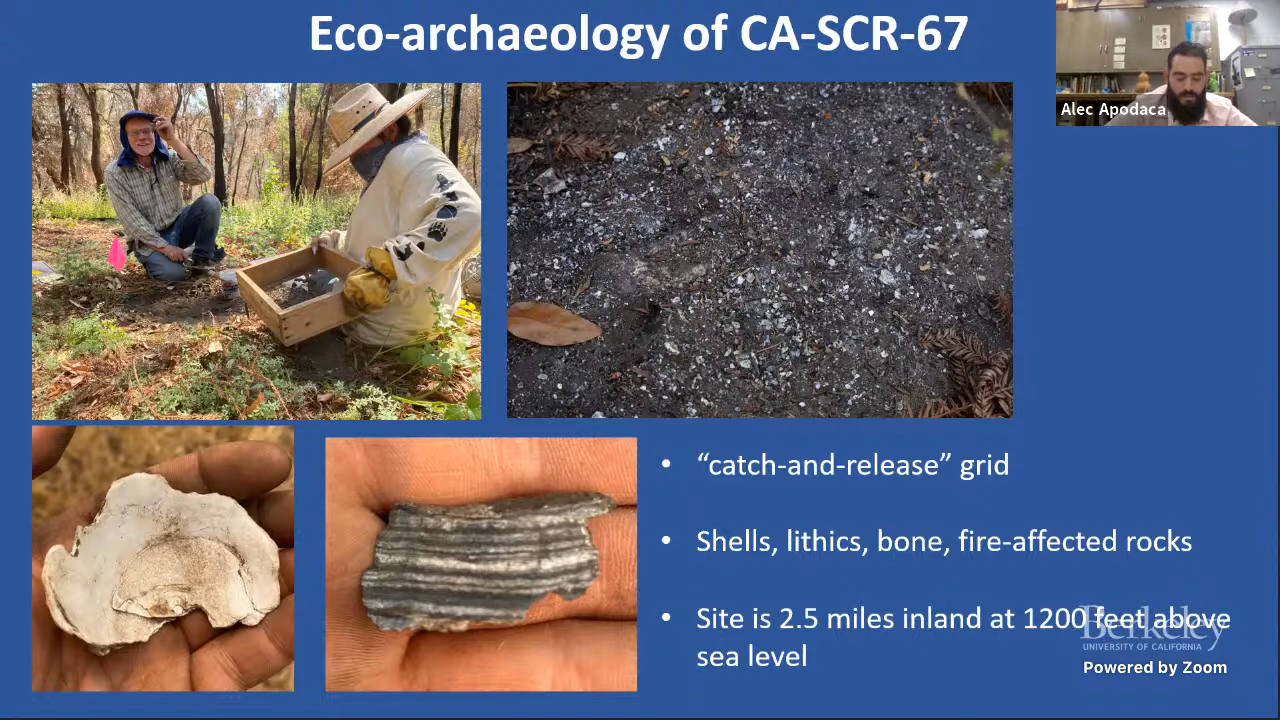 Eco-archaeology of CA-SCR-67
Alec Apodaca
• “catch-and-release” grid
• Shells, lithics, bone, fire-affected rocks
• Site is 2.5 miles inland at 1200 feet above
sea level
Berkeley
UNIVERSITY OF CALIFORNIA
Powered by Zoom